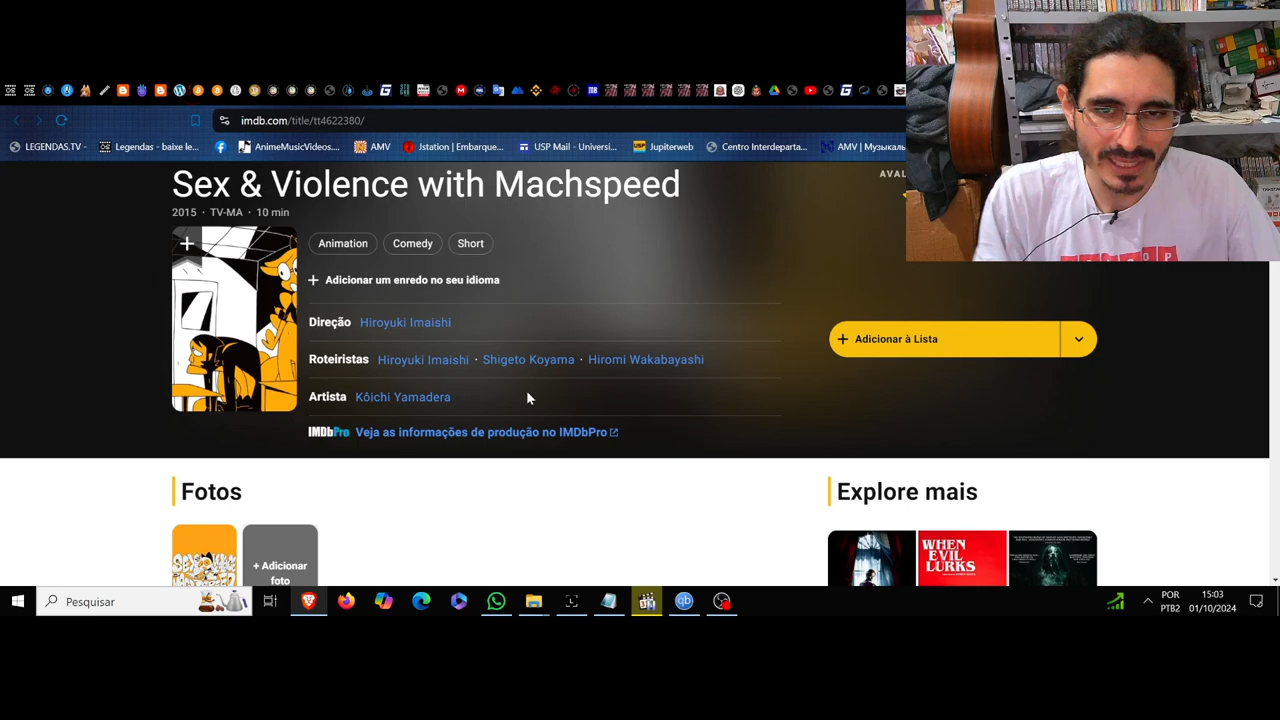 imdb.com/title/tt4622380/
LEGENDAS.TV -
Legendas - baixe le...
AnimeMusicVideos...
AMV
Jstation | Embarque...
USP Mail - Universi...
Jupiterweb
Centro Interdeparta...
AMV | Музыкаль
Sex & Violence with Machspeed
AVAL
2015 · TV-MA · 10 min
Animation
Comedy
Short
+ Adicionar um enredo no seu idioma
Direção Hiroyuki Imaishi
+ Adicionar à Lista
Roteiristas Hiroyuki Imaishi · Shigeto Koyama · Hiromi Wakabayashi
Artista Kôichi Yamadera
IMDbPro Veja as informações de produção no IMDbPro
Fotos
Explore mais
+ Adicionar
foto
WHEN
EVIL
LURKS
Pesquisar
POR
PTB2
15:03
01/10/2024